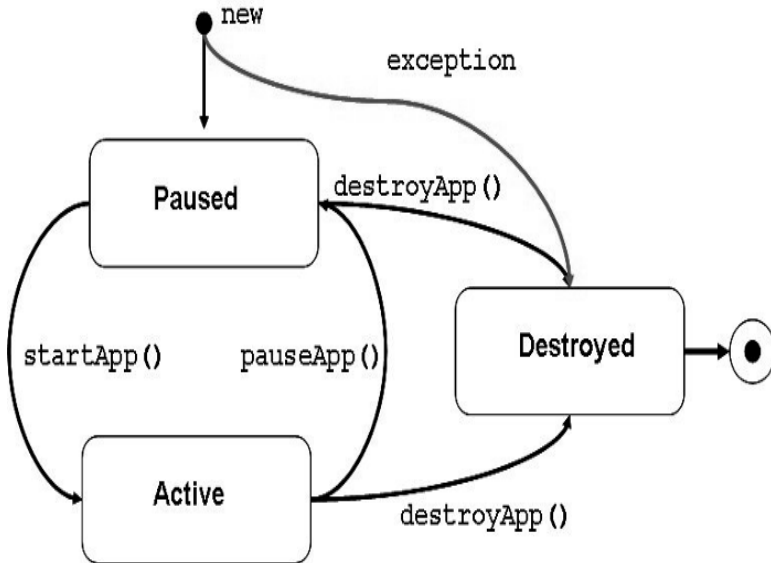 new
exception
Paused
destroyApp()
startApp()
pauseApp()
Destroyed
Active
destroyApp()